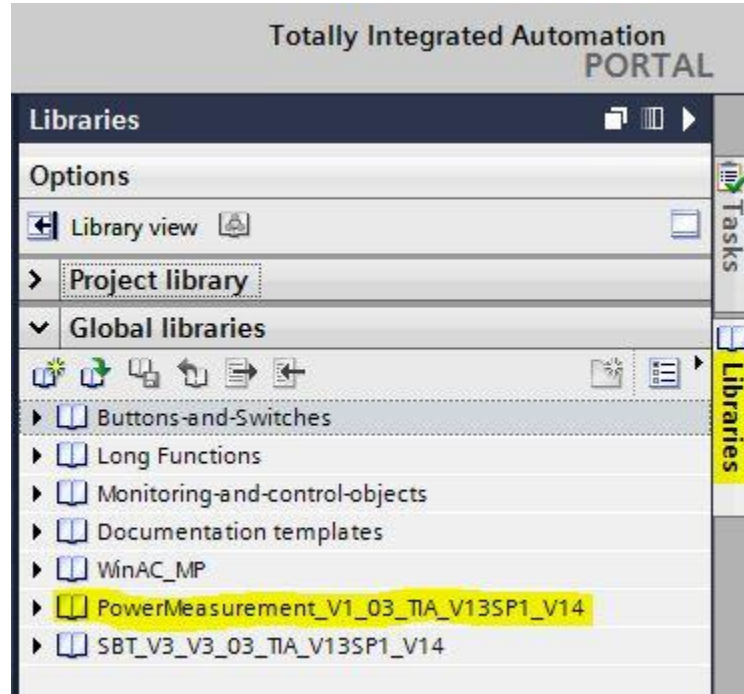 Totally Integrated Automation
PORTAL
Libraries
Options
Library view
Project library
Global libraries
Buttons-and-Switches
Long Functions
Monitoring-and-control-objects
Documentation templates
WinAC_MP
PowerMeasurement_V1_03_TIA_V13SP1_V14
SBT_V3_V3_03_TIA_V13SP1_V14
Tasks
Libraries